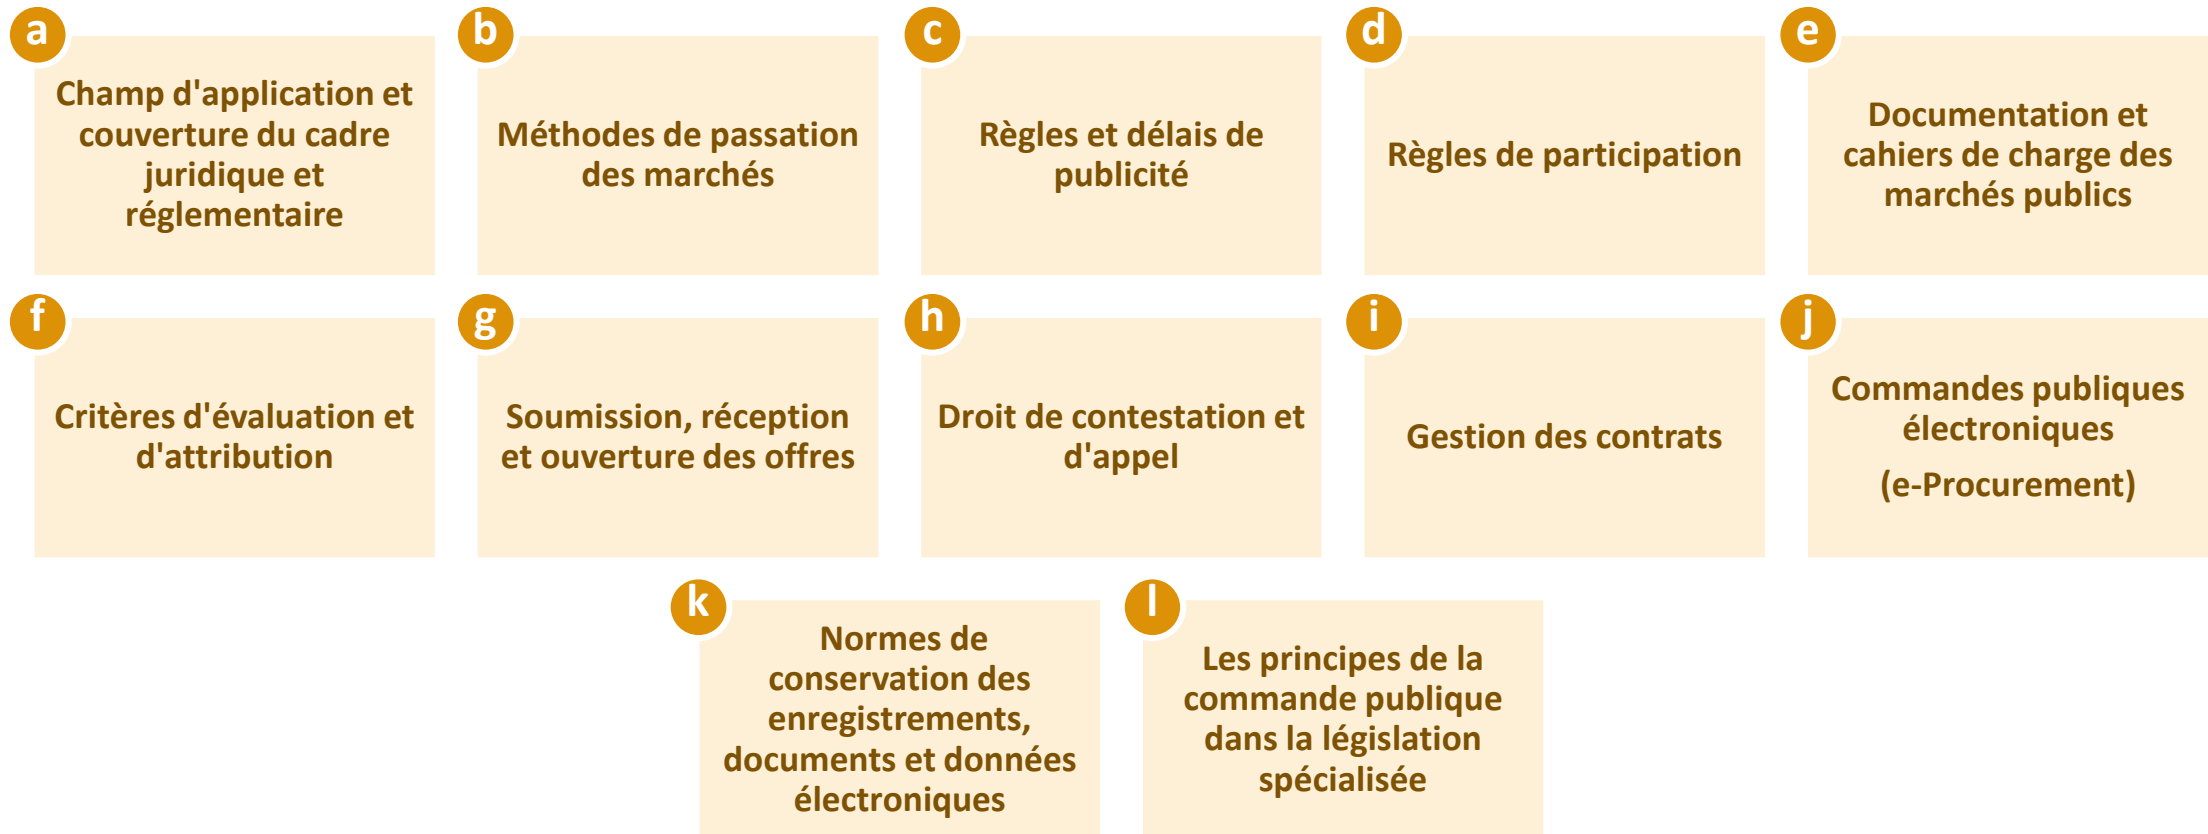 a
Champ d'application et
couverture du cadre
juridique et
réglementaire
b
Méthodes de passation
des marchés
c
Règles et délais de
publicité
d
Règles de participation
e
Documentation et
cahiers de charge des
marchés publics
f
Critères d'évaluation et
d'attribution
g
Soumission, réception
et ouverture des offres
h
Droit de contestation et
d'appel
i
Gestion des contrats
j
Commandes publiques
électroniques
(e-Procurement)
k
Normes de
conservation des
enregistrements,
documents et données
électroniques
l
Les principes de la
commande publique
dans la législation
spécialisée